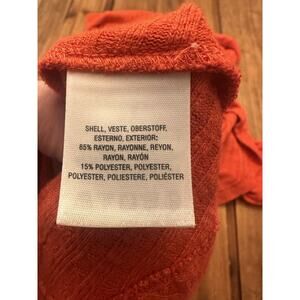 SHELL, VESTE, OBERSTOFF,
ESTERNO, EXTERIOR:
85% RAYON, RAYONNE, REYON,
RAYON, RAYÓN
15% POLYESTER, POLYESTER,
POLYESTER, POLIESTERE, POLIÉSTER